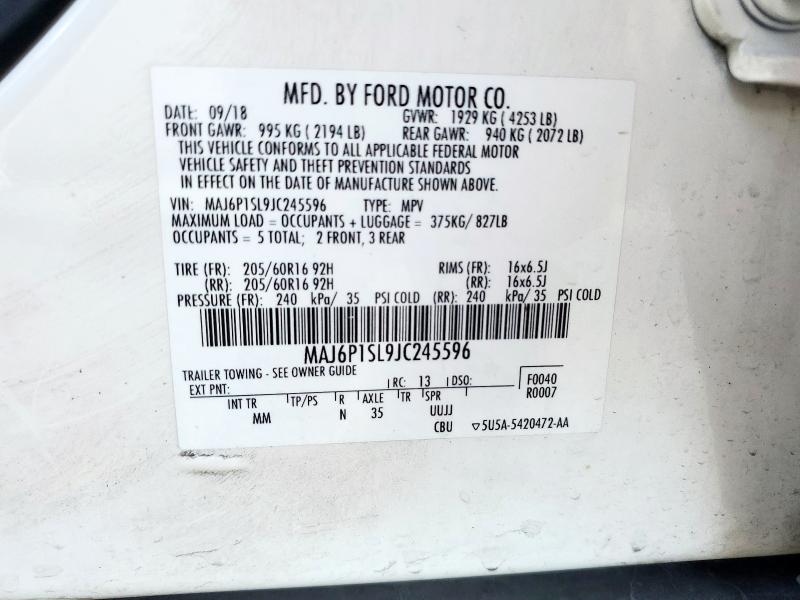 MFD. BY FORD MOTOR CO.
DATE: 09/18 GVWR: 1929 KG ( 4253 LB)
FRONT GAWR: 995 KG ( 2194 LB) REAR GAWR: 940 KG ( 2072 LB)
THIS VEHICLE CONFORMS TO ALL APPLICABLE FEDERAL MOTOR
VEHICLE SAFETY AND THEFT PREVENTION STANDARDS
IN EFFECT ON THE DATE OF MANUFACTURE SHOWN ABOVE.
VIN: MAJ6P1SL9JC245596 TYPE: MPV
MAXIMUM LOAD = OCCUPANTS + LUGGAGE = 375KG/ 827LB
OCCUPANTS = 5 TOTAL; 2 FRONT, 3 REAR
TIRE (FR): 205/60R16 92H RIMS (FR): 16x6.5J
(RR): 205/60R16 92H (RR): 16x6.5J
PRESSURE (FR): 240 kPa/ 35 PSI COLD (RR): 240 kPa/ 35 PSI COLD
MAJ6P1SL9JC245596
TRAILER TOWING - SEE OWNER GUIDE
EXT PNT: RC: 13 DSO: F0040
INT TR TP/PS R AXLE TR SPR R0007
MM N 35 UUJJ
CBU ▽5U5A-5420472-AA